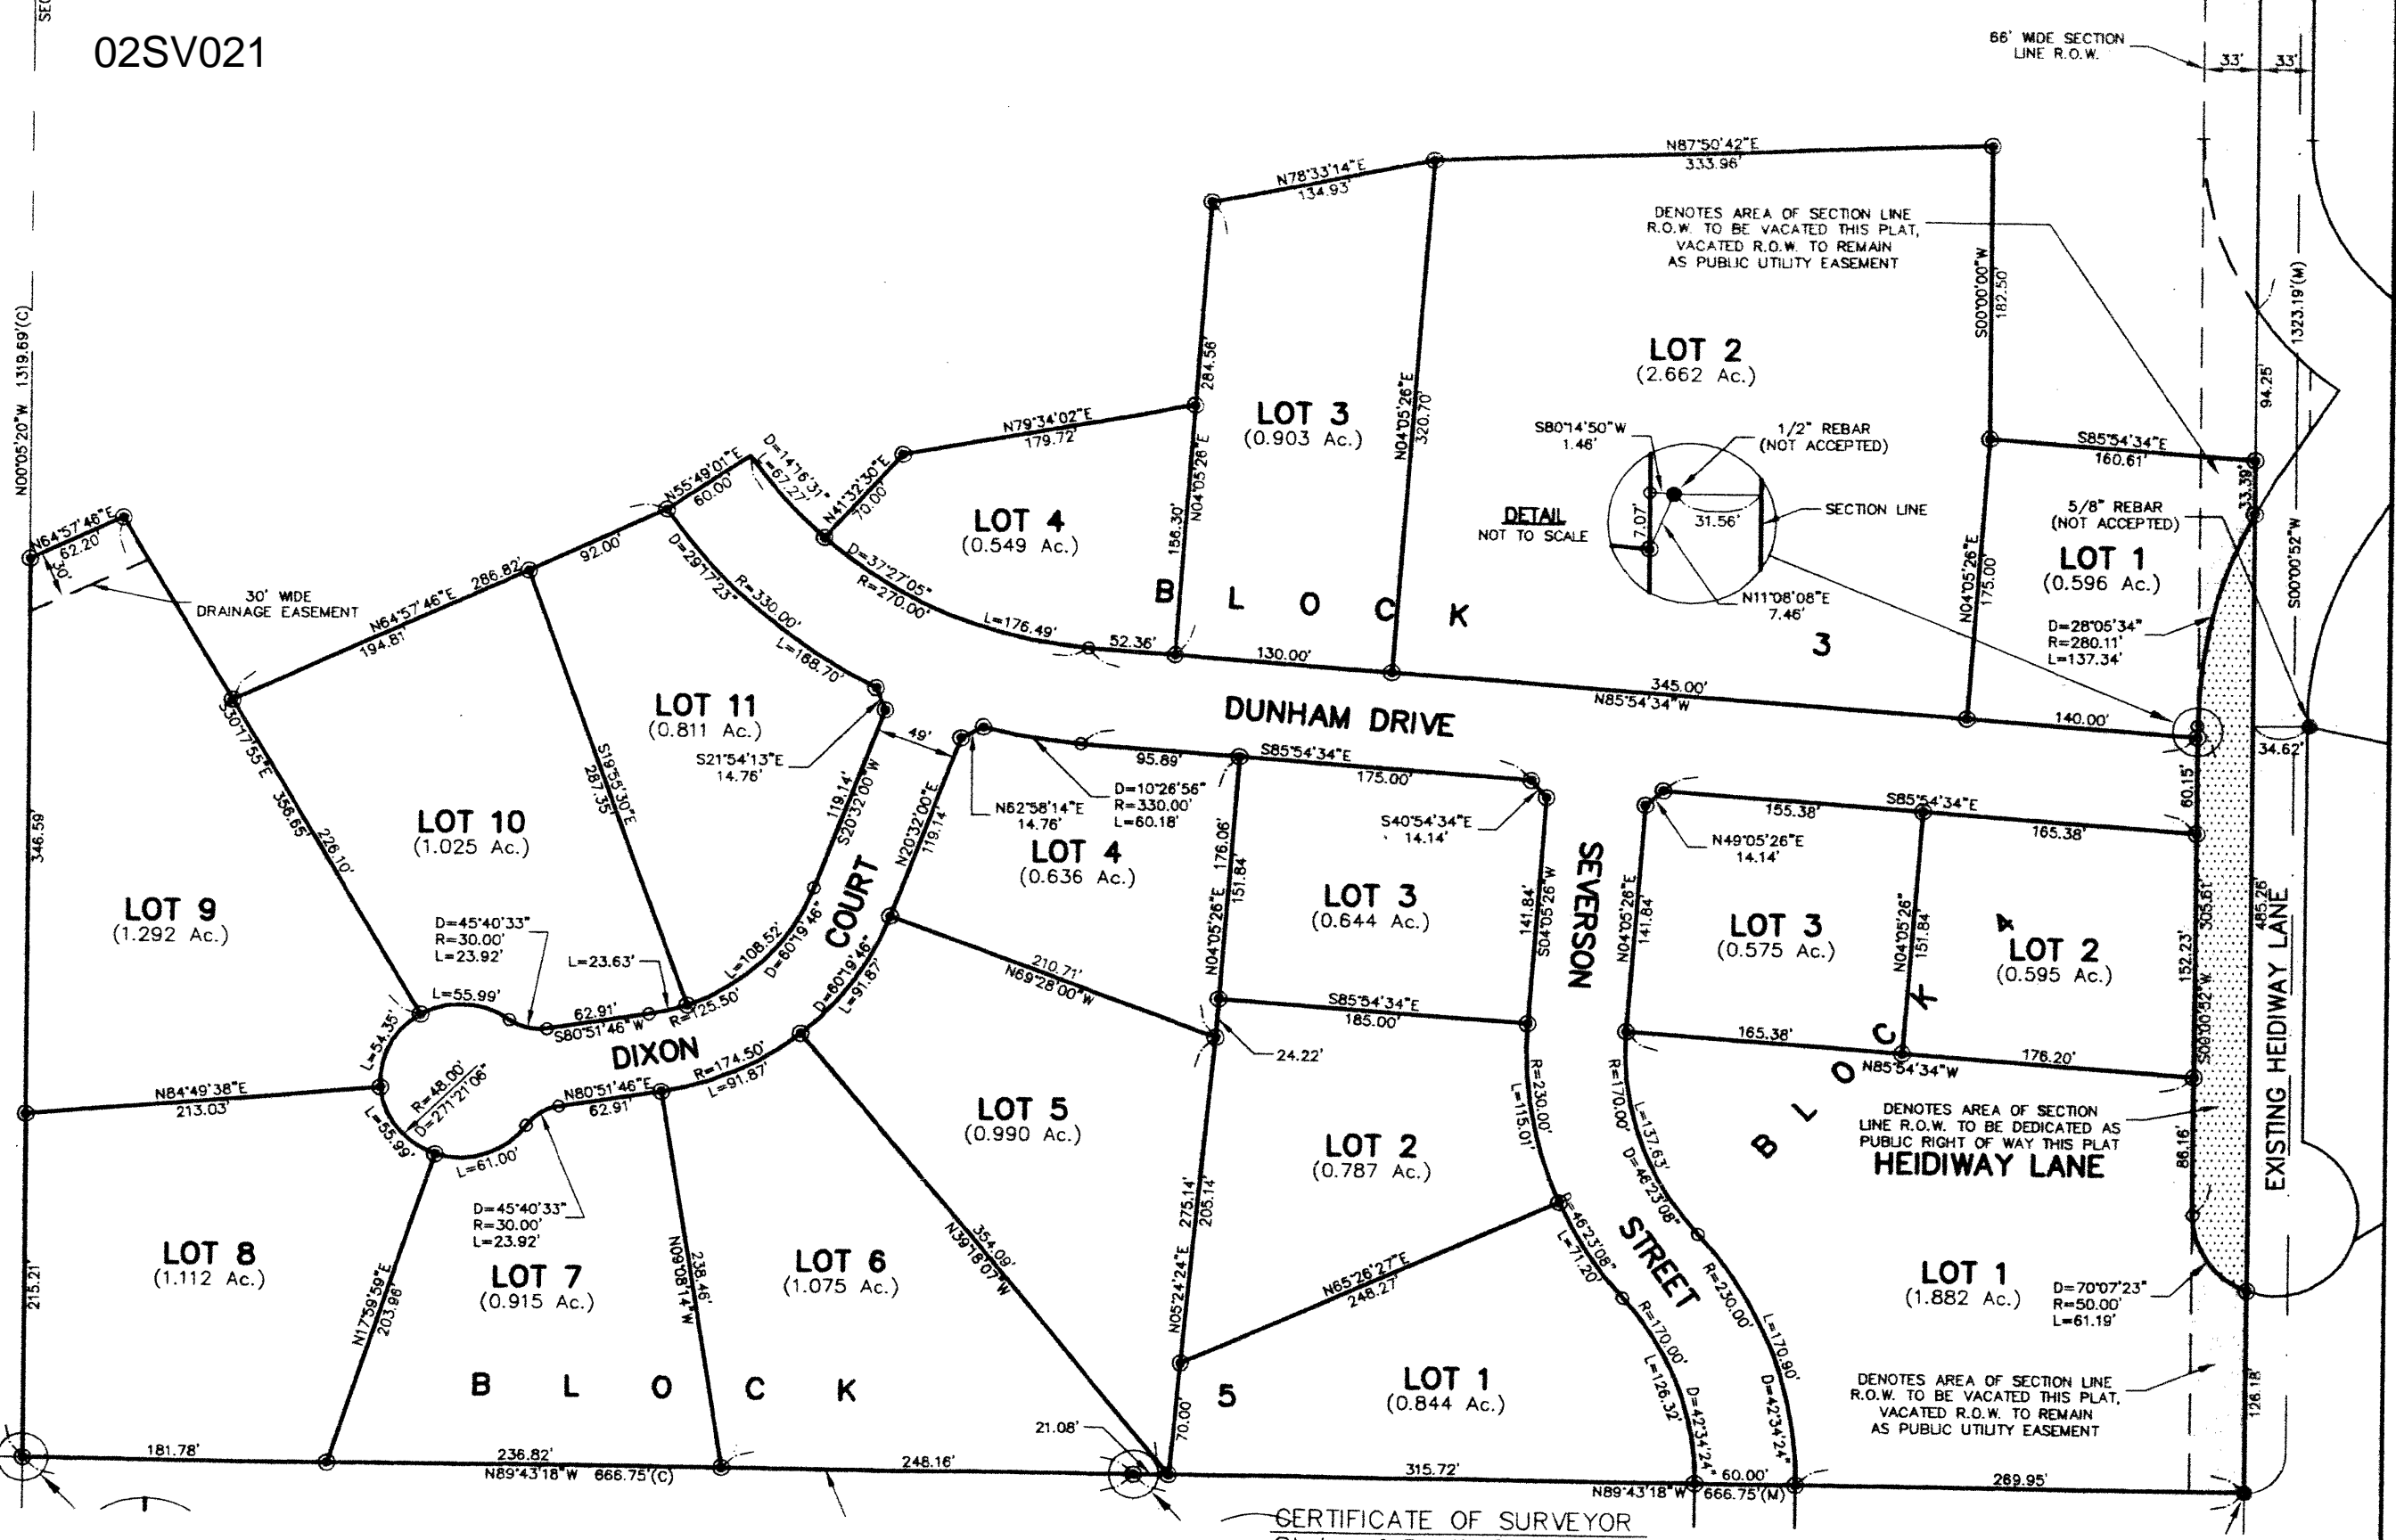 SEC
02SV021
66' WIDE SECTION
LINE R.O.W.
33'
33'
N87°50'42"E
333.96'
N78°33'14"E
134.93'
DENOTES AREA OF SECTION LINE
R.O.W. TO BE VACATED THIS PLAT,
VACATED R.O.W. TO REMAIN
AS PUBLIC UTILITY EASEMENT
S00°00'00"W
182.50'
1323.19'(M)
S00°00'52"W
94.25'
N00°05'20"W 1319.69'(C)
284.56'
N04°05'26"E
LOT 3
(0.903 Ac.)
N04°05'26"E
320.70'
LOT 2
(2.662 Ac.)
S80°14'50"W
1.46'
1/2" REBAR
(NOT ACCEPTED)
DETAIL
NOT TO SCALE
7.07'
31.56'
SECTION LINE
N11°08'08"E
7.46'
S85°54'34"E
160.61'
33.39'
5/8" REBAR
(NOT ACCEPTED)
LOT 1
(0.596 Ac.)
D=28°05'34"
R=280.11'
L=137.34'
N04°05'26"E
175.00'
N79°34'02"E
179.72'
D=14°16'31"
L=67.27'
N41°32'30"E
70.00'
N55°49'01"E
60.00'
LOT 4
(0.549 Ac.)
156.30'
D=37°27'05"
R=270.00'
L=176.49'
52.36'
130.00'
345.00'
N85°54'34"W
140.00'
34.62'
B L O C K
3
N64°57'46"E
62.20'
30'
30' WIDE
DRAINAGE EASEMENT
N64°57'46"E 286.82'
194.81'
92.00'
D=29°17'23"
R=330.00'
L=168.70'
LOT 11
(0.811 Ac.)
S21°54'13"E
14.76'
49'
DUNHAM DRIVE
S30°17'55"E 356.65'
226.10'
S19°55'30"E
287.35'
119.14'
S20°32'00"W
N20°32'00"E
119.14'
N62°58'14"E
14.76'
D=10°26'56"
R=330.00'
L=60.18'
95.89'
S85°54'34"E
175.00'
S40°54'34"E
14.14'
N49°05'26"E
14.14'
155.38'
S85°54'34"E
165.38'
60.15'
346.59'
LOT 10
(1.025 Ac.)
LOT 9
(1.292 Ac.)
LOT 4
(0.636 Ac.)
N04°05'26"E 176.06'
151.84'
LOT 3
(0.644 Ac.)
141.84'
S04°05'26"W
SEVERSON
N04°05'26"E
141.84'
LOT 3
(0.575 Ac.)
N04°05'26"
151.84'
4
LOT 2
(0.595 Ac.)
152.23'
305.61'
S00°00'52"W
485.26'
EXISTING HEIDIWAY LANE
D=45°40'33"
R=30.00'
L=23.92'
L=23.63'
L=108.52'
D=60°19'46"
COURT
D=60°19'46"
L=91.87'
210.71'
N69°28'00"W
L=55.99'
62.91'
S80°51'46"W
R=125.50'
L=54.35'
DIXON
R=174.50'
L=91.87'
S85°54'34"E
185.00'
24.22'
165.38'
176.20'
N85°54'34"W
N84°49'38"E
213.03'
R=48.00'
D=271°21'06"
L=55.99'
N80°51'46"E
62.91'
L=61.00'
LOT 5
(0.990 Ac.)
LOT 2
(0.787 Ac.)
R=230.00'
L=115.01'
R=170.00'
L=137.63'
D=46°23'08"
B L O C K
DENOTES AREA OF SECTION
LINE R.O.W. TO BE DEDICATED AS
PUBLIC RIGHT OF WAY THIS PLAT
HEIDIWAY LANE
86.16'
D=45°40'33"
R=30.00'
L=23.92'
215.21'
LOT 8
(1.112 Ac.)
N17°59'59"E
203.96'
LOT 7
(0.915 Ac.)
N09°08'14"W
238.46'
LOT 6
(1.075 Ac.)
354.09'
N39°18'07"W
N05°24'24"E 275.14'
205.14'
N65°26'27"E
248.27'
D=46°23'08"
L=71.20'
STREET
R=230.00'
L=170.90'
D=42°34'24"
R=170.00'
L=126.32'
D=42°34'24"
LOT 1
(1.882 Ac.)
D=70°07'23"
R=50.00'
L=61.19'
DENOTES AREA OF SECTION LINE
R.O.W. TO BE VACATED THIS PLAT,
VACATED R.O.W. TO REMAIN
AS PUBLIC UTILITY EASEMENT
126.18'
B L O C K
5
LOT 1
(0.844 Ac.)
70.00'
21.08'
181.78'
236.82'
N89°43'18"W 666.75'(C)
248.16'
315.72'
60.00'
N89°43'18"W 666.75'(M)
269.95'
CERTIFICATE OF SURVEYOR